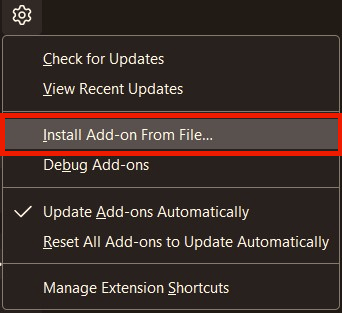 Check for Updates
View Recent Updates
Install Add-on From File...
Debug Add-ons
Update Add-ons Automatically
Reset All Add-ons to Update Automatically
Manage Extension Shortcuts